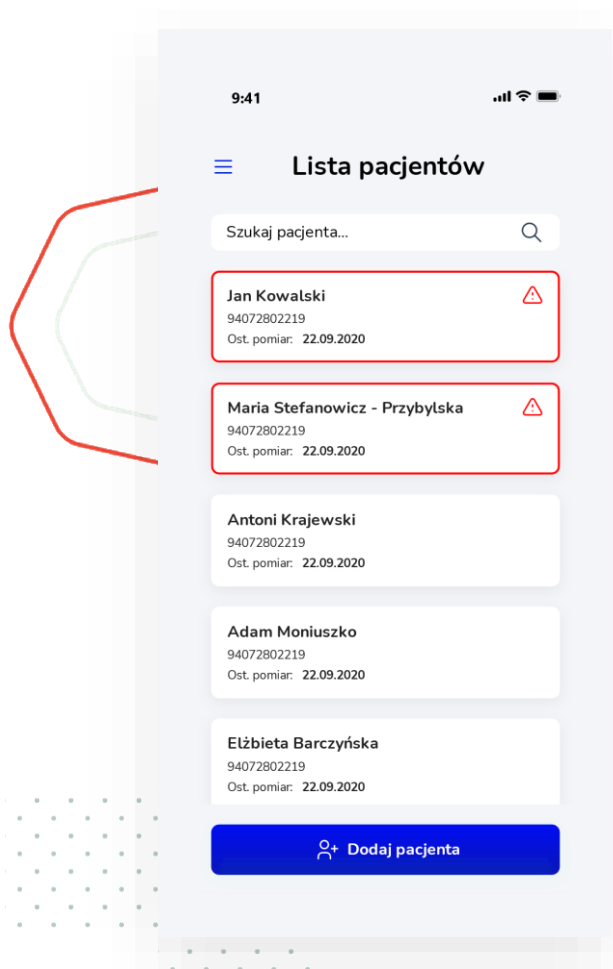 9:41
Lista pacjentów
Szukaj pacjenta...
Jan Kowalski
94072802219
Ost. pomiar: 22.09.2020
Maria Stefanowicz - Przybylska
94072802219
Ost. pomiar: 22.09.2020
Antoni Krajewski
94072802219
Ost. pomiar: 22.09.2020
Adam Moniuszko
94072802219
Ost. pomiar: 22.09.2020
Elżbieta Barczyńska
94072802219
Ost. pomiar: 22.09.2020
Dodaj pacjenta